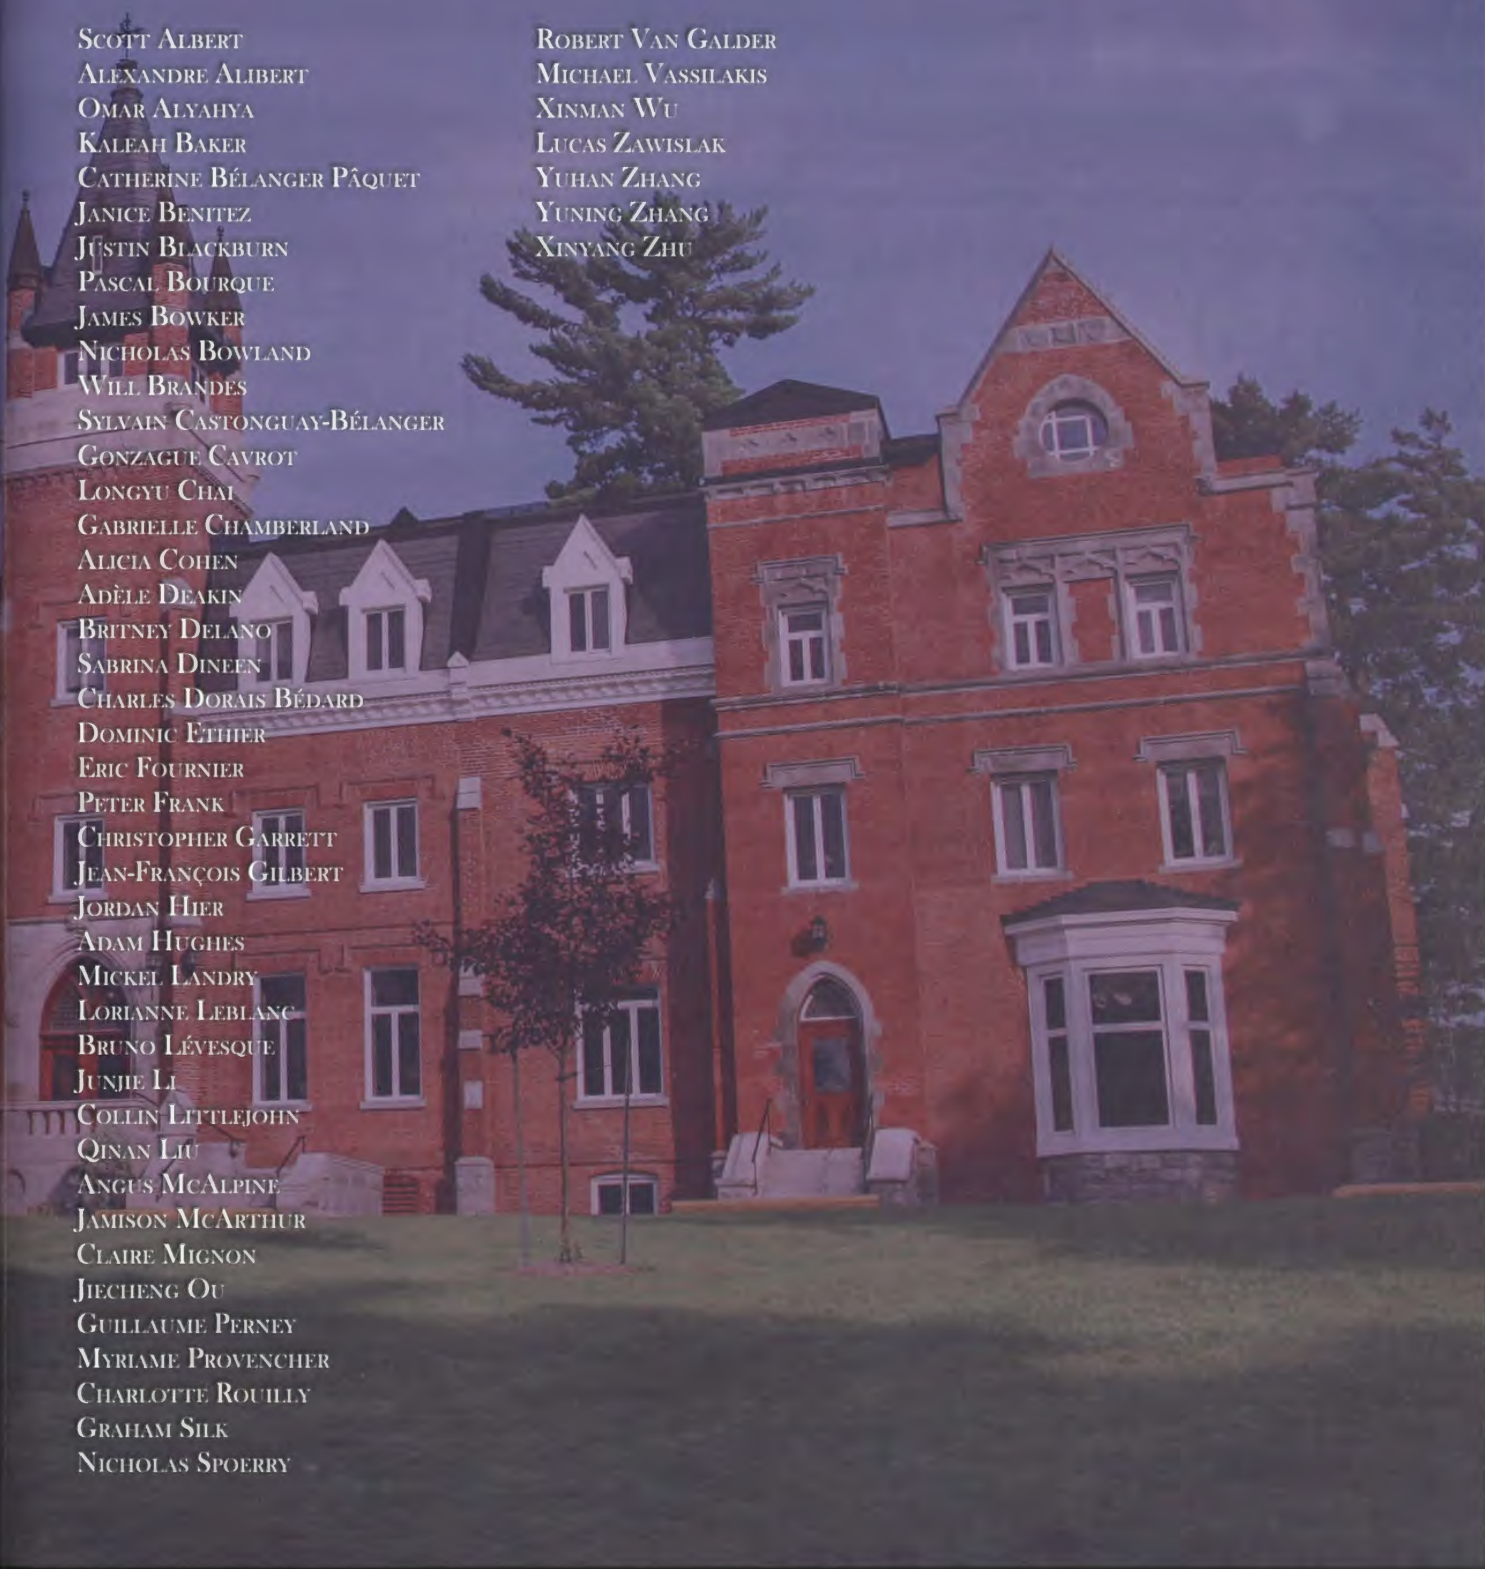 Scott Albert
Alexandre Alibert
Omar Alyahya
Kaleah Baker
Catherine Bélanger Pâquet
Janice Benitez
Justin Blackburn
Pascal Bourque
James Bowker
Nicholas Bowland
Will Brandes
Sylvain Castonguay-Bélanger
Gonzague Cavrot
Longyu Chai
Gabrielle Chamberland
Alicia Cohen
Adèle Deakin
Britney Delano
Sabrina Dineen
Charles Dorais Bédard
Dominic Ethier
Eric Fournier
Peter Frank
Christopher Garrett
Jean-François Gilbert
Jordan Hier
Adam Hughes
Mickel Landry
Lorianne Leblanc
Bruno Lévesque
Junjie Li
Collin Littlejohn
Qinan Liu
Angus McAlpine
Jamison McArthur
Claire Mignon
Jiecheng Ou
Guillaume Perney
Myriame Provencher
Charlotte Rouilly
Graham Silk
Nicholas Spoerry
Robert Van Galder
Michael Vassilakis
Xinman Wu
Lucas Zawislak
Yuhan Zhang
Yuning Zhang
Xinyang Zhu